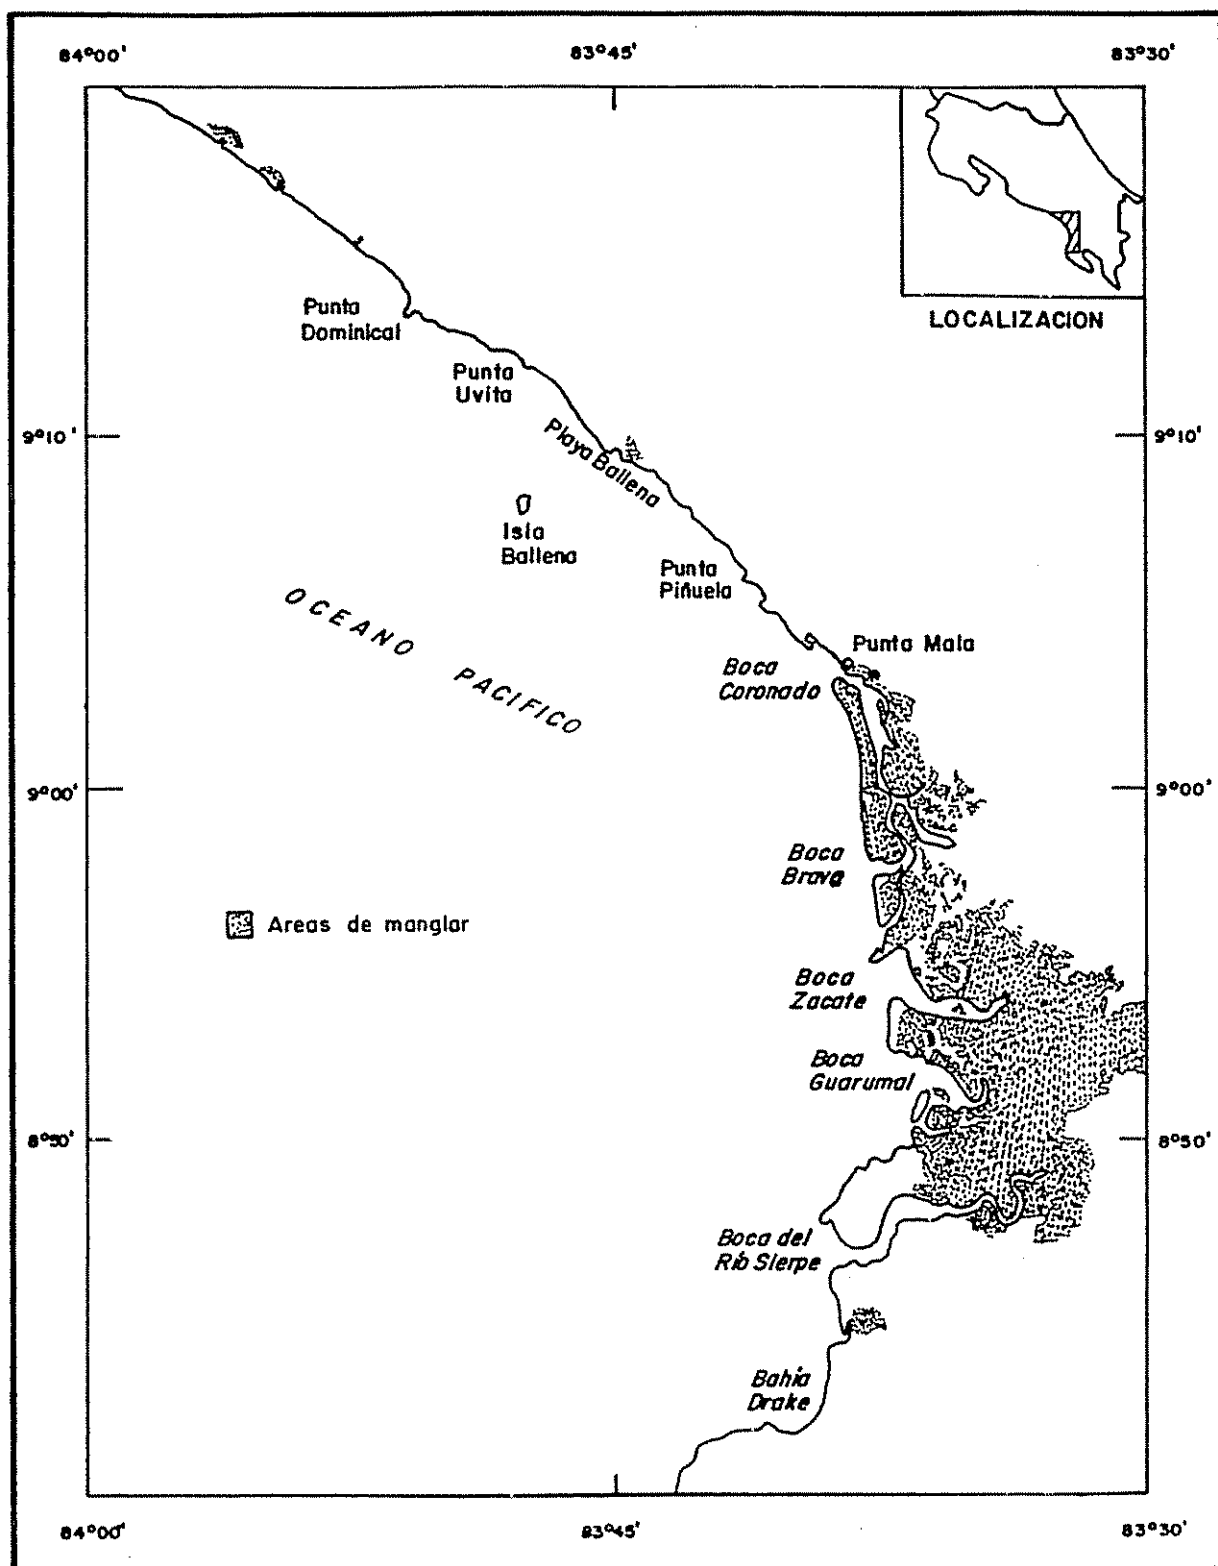 84°00'
83°45'
83°30'
LOCALIZACION
Punta
Dominical
Punta
Uvita
9°10'
9°10'
Playa Ballena
Isla
Ballena
Punta
Piñuela
OCEANO PACIFICO
Punta Mala
Boca
Coronado
9°00'
9°00'
Boca
Brava
Areas de manglar
Boca
Zacate
Boca
Guarumal
8°50'
8°50'
Boca del
Río Sierpe
Bahía
Drake
84°00'
83°45'
83°30'